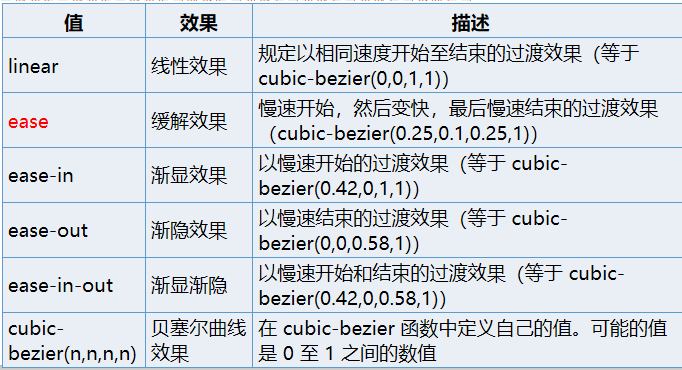 值 效果 描述
linear 线性效果 规定以相同速度开始至结束的过渡效果（等于
cubic-bezier(0,0,1,1)）
ease 缓解效果 慢速开始，然后变快，最后慢速结束的过渡效果
（cubic-bezier(0.25,0.1,0.25,1)）
ease-in 渐显效果 以慢速开始的过渡效果（等于 cubic-
bezier(0.42,0,1,1)）
ease-out 渐隐效果 以慢速结束的过渡效果（等于 cubic-
bezier(0,0,0.58,1)）
ease-in-out 渐显渐隐 以慢速开始和结束的过渡效果（等于 cubic-
bezier(0.42,0,0.58,1)）
cubic-
bezier(n,n,n,n)
贝塞尔曲线
效果
在 cubic-bezier 函数中定义自己的值。可能的值
是 0 至 1 之间的数值